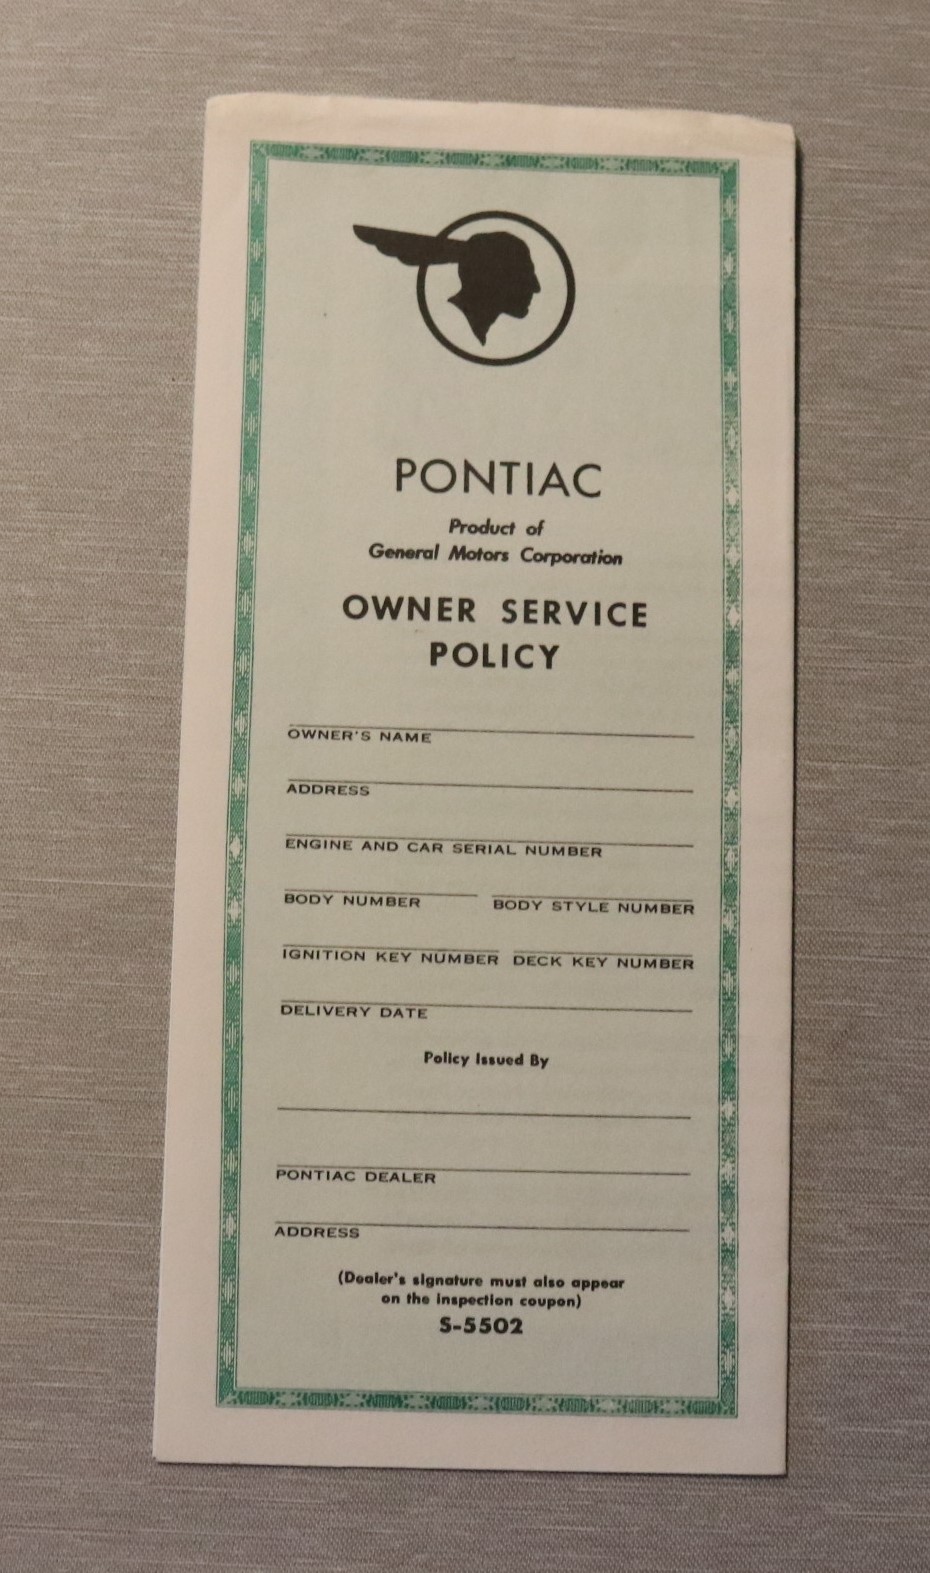 PONTIAC
Product of
General Motors Corporation
OWNER SERVICE
POLICY
OWNER'S NAME
ADDRESS
ENGINE AND CAR SERIAL NUMBER
BODY NUMBER BODY STYLE NUMBER
IGNITION KEY NUMBER DECK KEY NUMBER
DELIVERY DATE
Policy Issued By
PONTIAC DEALER
ADDRESS
(Dealer's signature must also appear
on the inspection coupon)
S-5502